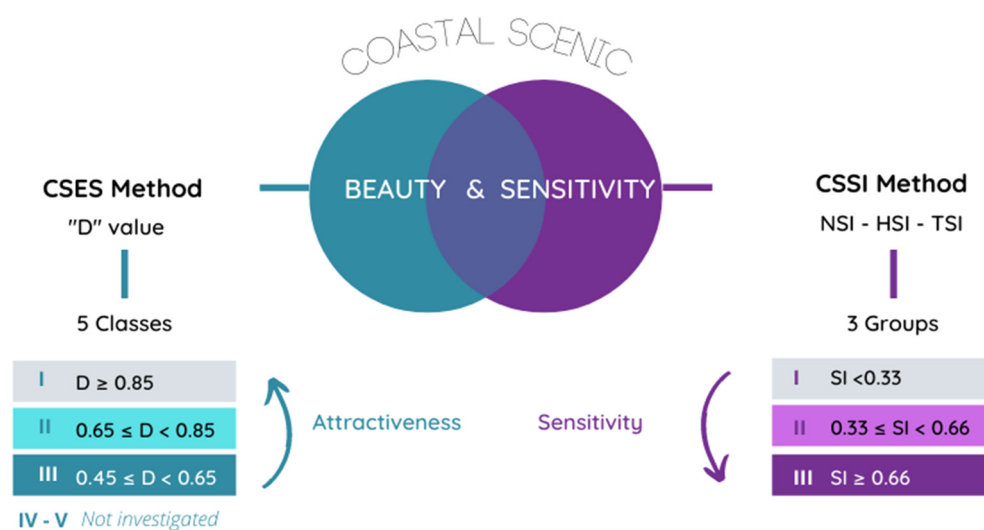 COASTAL SCENIC
BEAUTY & SENSITIVITY
CSES Method
"D" value
5 Classes
I D ≥ 0.85
II 0.65 ≤ D < 0.85
III 0.45 ≤ D < 0.65
IV - V Not investigated
Attractiveness
Sensitivity
CSSI Method
NSI - HSI - TSI
3 Groups
I SI <0.33
II 0.33 ≤ SI < 0.66
III SI ≥ 0.66